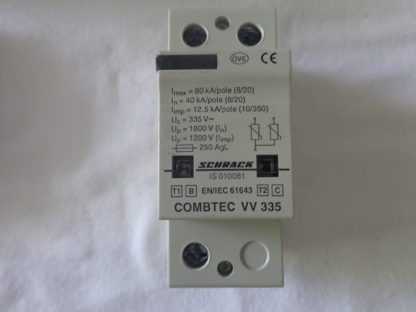 ÖVE CE
Imax = 80 kA/pole (8/20)
In = 40 kA/pole (8/20)
Iimp = 12.5 kA/pole (10/350)
Uc = 335 V~
Up = 1800 V (In)
Up = 1200 V (Iimp)
250 AgL
SCHRACK
IS 010081
T1 B EN/IEC 61643 T2 C
COMBTEC VV 335